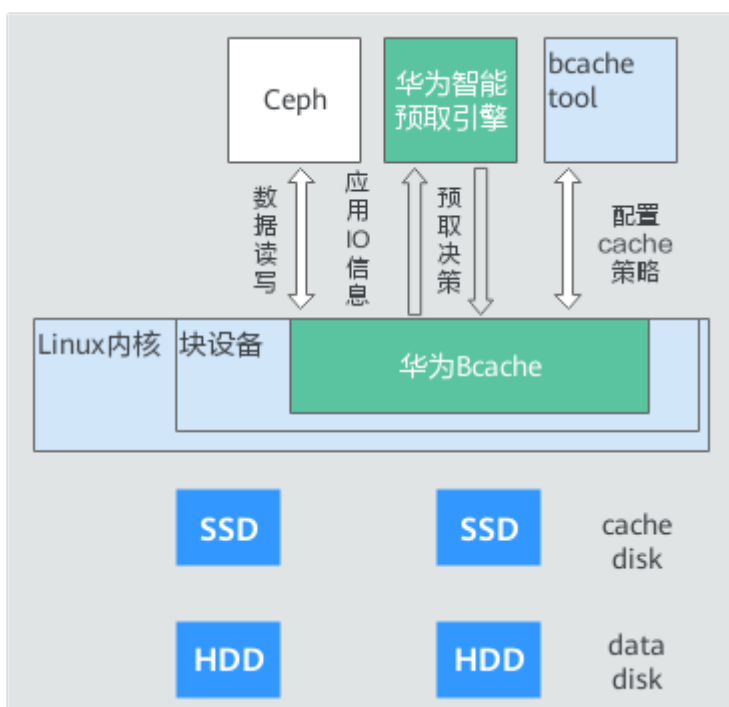 Ceph
华为智能
预取引擎
bcache
tool
数据读写
应用IO信息
预取决策
配置
cache
策略
Linux内核
块设备
华为Bcache
SSD
SSD
cache
disk
HDD
HDD
data
disk